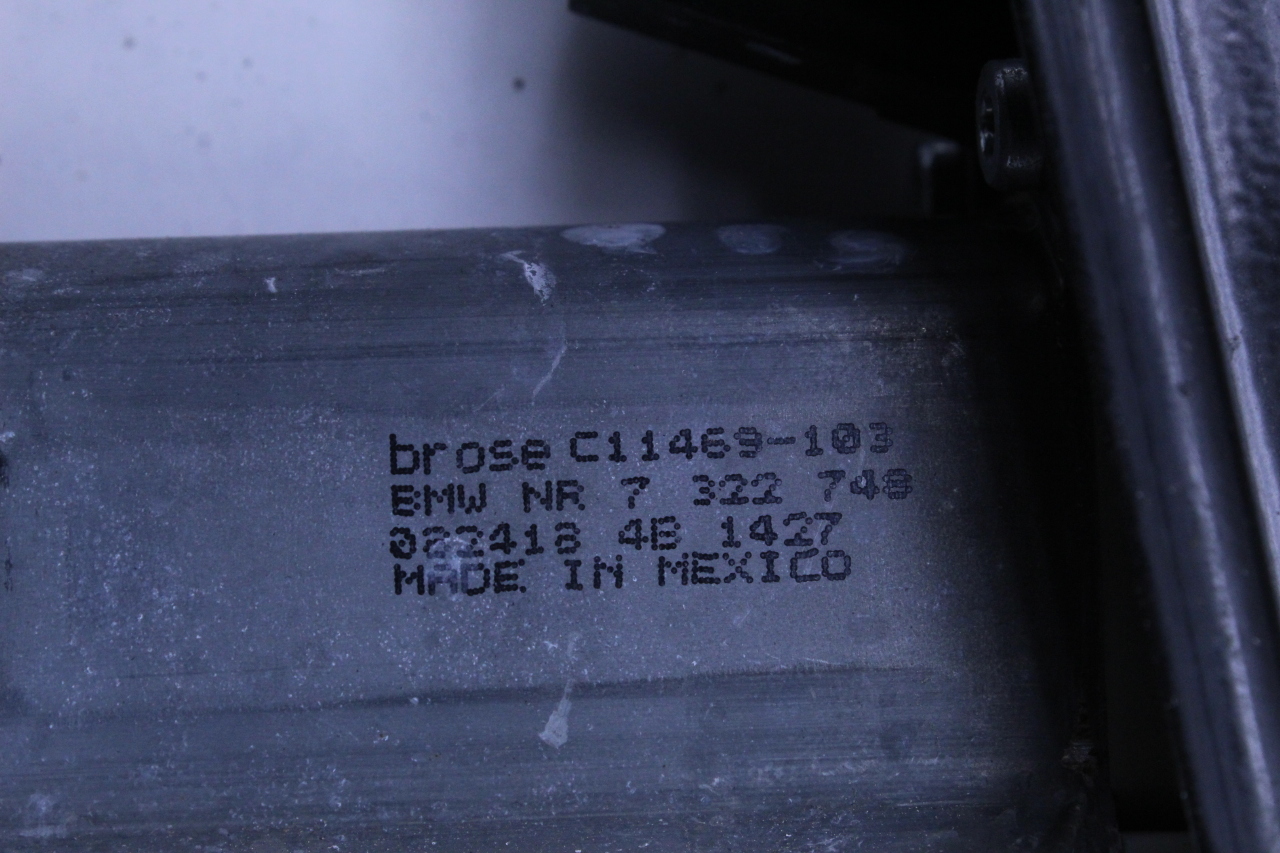 brose C11469-103
BMW NR 7 322 748
022418 4B 1427
MADE IN MEXICO